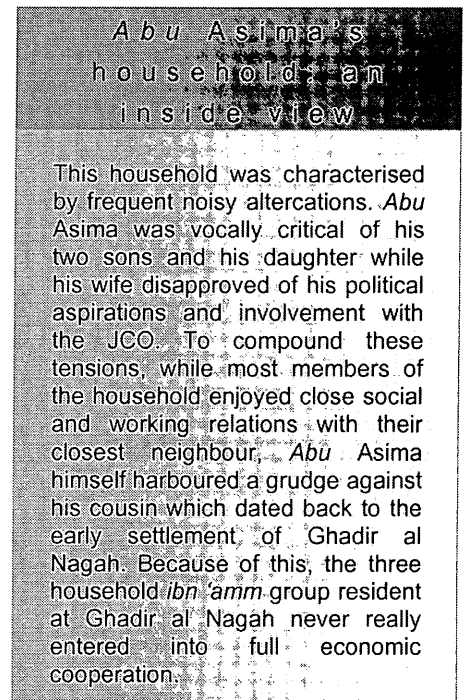 Abu Asima's
household: an
inside view
This household was characterised
by frequent noisy altercations. Abu
Asima was vocally critical of his
two sons and his daughter while
his wife disapproved of his political
aspirations and involvement with
the JCO. To compound these
tensions, while most members of
the household enjoyed close social
and working relations with their
closest neighbour, Abu Asima
himself harboured a grudge against
his cousin which dated back to the
early settlement of Ghadir al
Nagah. Because of this, the three
household ibn 'amm group resident
at Ghadir al Nagah never really
entered into full economic
cooperation.